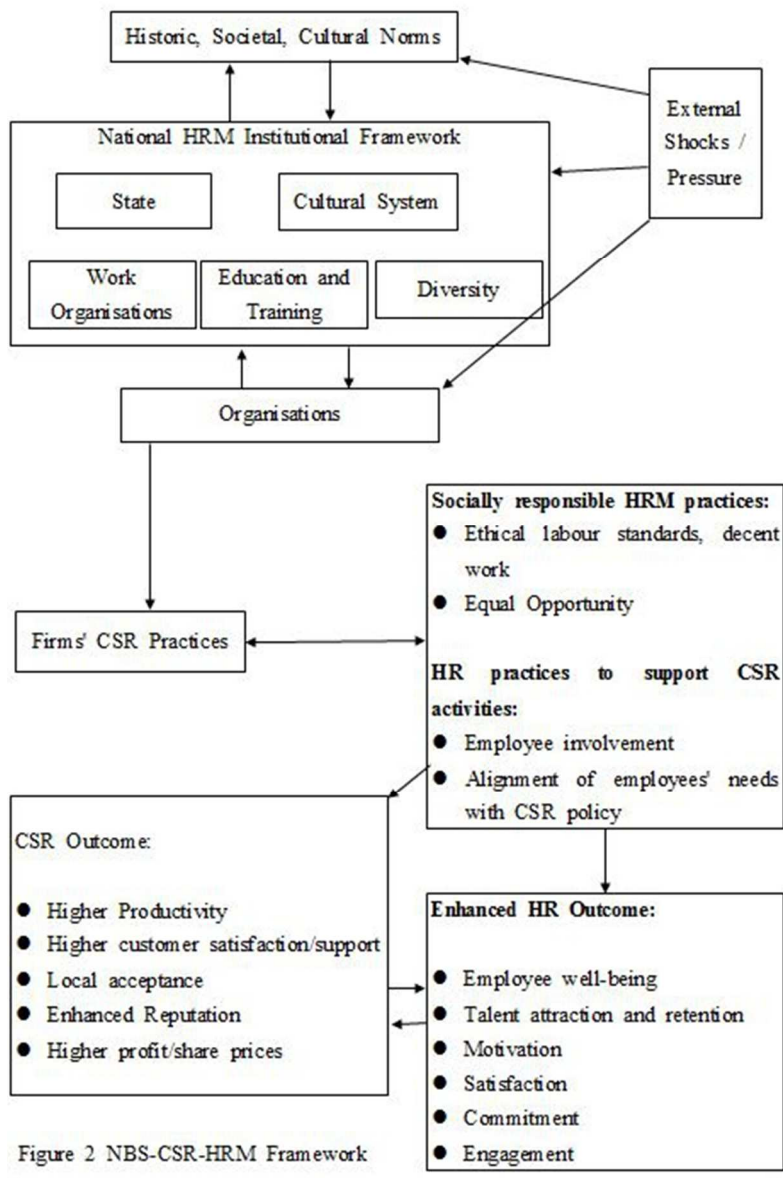 Historic, Societal, Cultural Norms
External
Shocks /
Pressure
National HRM Institutional Framework
State
Cultural System
Work
Organisations
Education and
Training
Diversity
Organisations
Firms' CSR Practices
Socially responsible HRM practices:
● Ethical labour standards, decent
work
● Equal Opportunity
HR practices to support CSR
activities:
● Employee involvement
● Alignment of employees' needs
with CSR policy
CSR Outcome:
● Higher Productivity
● Higher customer satisfaction/support
● Local acceptance
● Enhanced Reputation
● Higher profit/share prices
Enhanced HR Outcome:
● Employee well-being
● Talent attraction and retention
● Motivation
● Satisfaction
● Commitment
● Engagement
Figure 2 NBS-CSR-HRM Framework